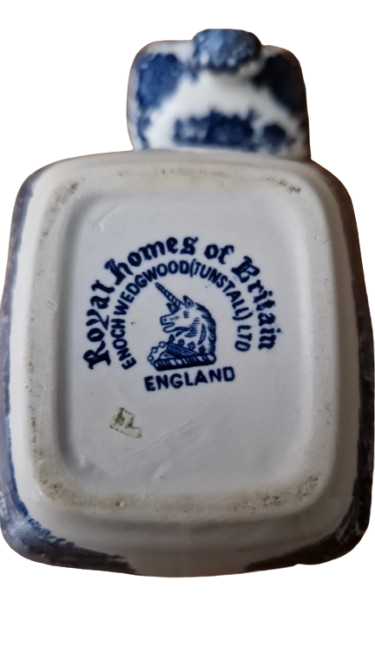 Royal Homes of Britain
ENOCH WEDGWOOD (TUNSTALL) LTD
ENGLAND